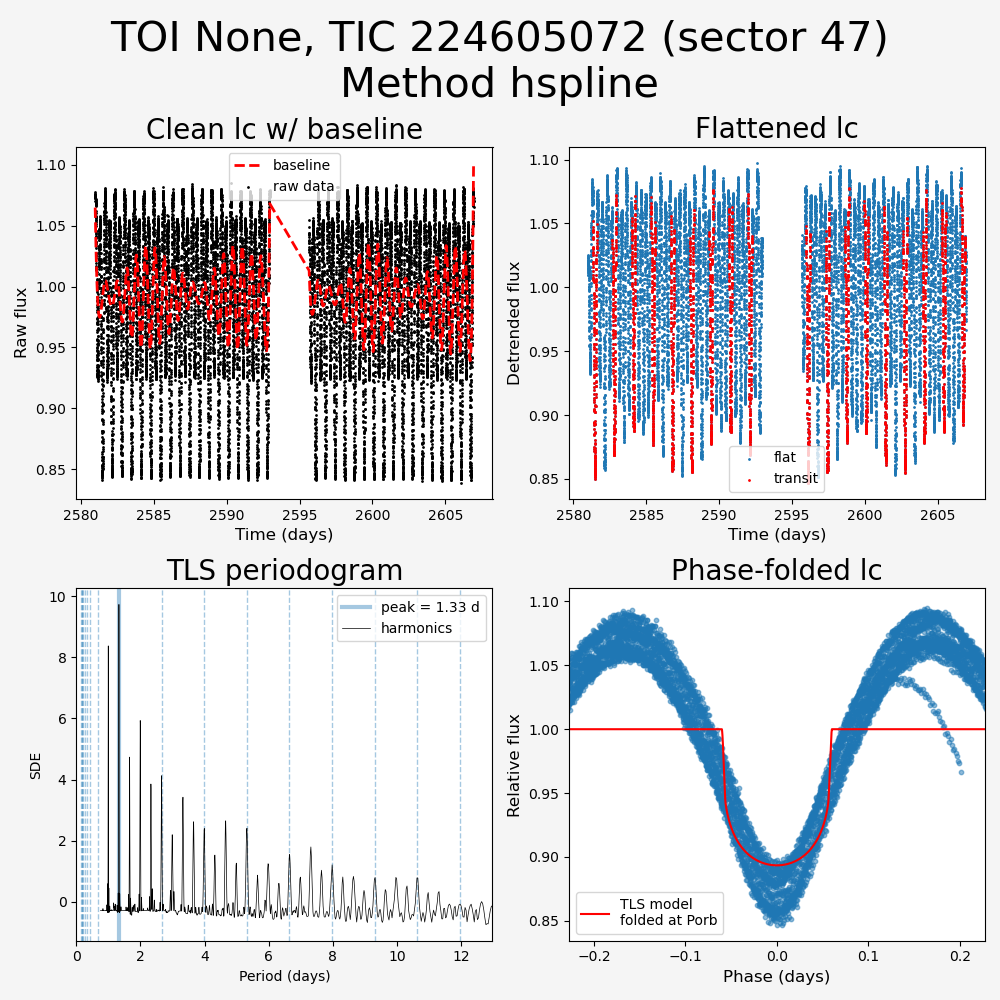 TOI None, TIC 224605072 (sector 47)
Method hspline
Clean lc w/ baseline
Raw flux
1.10
1.05
1.00
0.95
0.90
0.85
baseline
raw data
2580
2585
2590
2595
2600
2605
Time (days)
Flattened lc
Detrended flux
1.10
1.05
1.00
0.95
0.90
0.85
flat
transit
2580
2585
2590
2595
2600
2605
Time (days)
TLS periodogram
SDE
10
8
6
4
2
0
peak = 1.33 d
harmonics
0
2
4
6
8
10
12
Period (days)
Phase-folded lc
Relative flux
1.10
1.05
1.00
0.95
0.90
0.85
TLS model
folded at Porb
−0.2
−0.1
0.0
0.1
0.2
Phase (days)